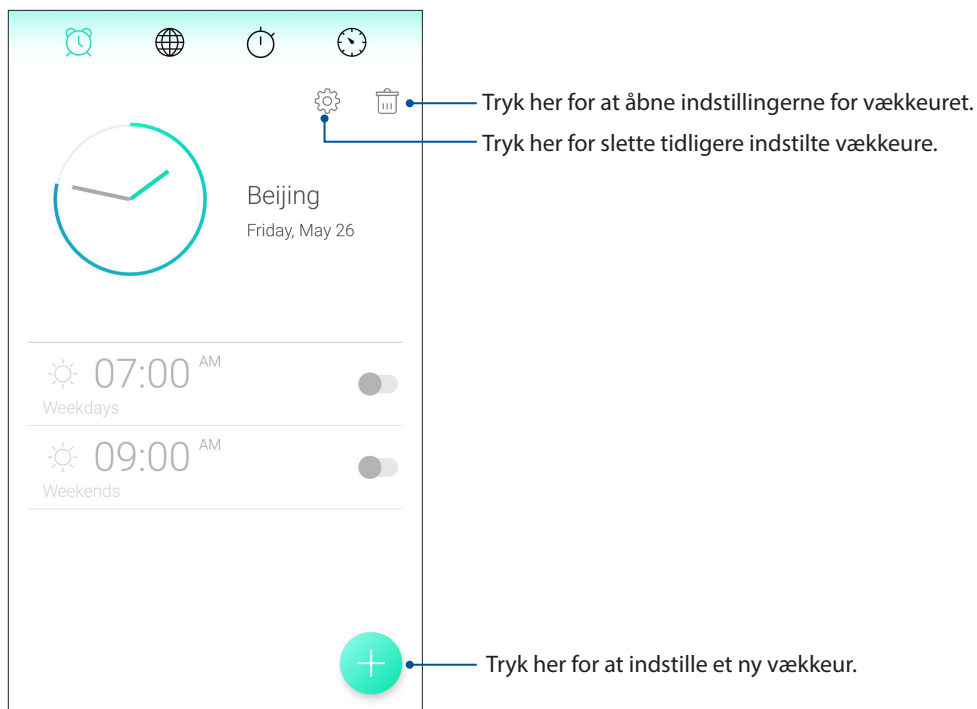 Tryk her for at åbne indstillingerne for vækkeuret.
Tryk her for slette tidligere indstilte vækkeure.
Beijing
Friday, May 26
07:00 AM
Weekdays
09:00 AM
Weekends
Tryk her for at indstille et ny vækkeur.